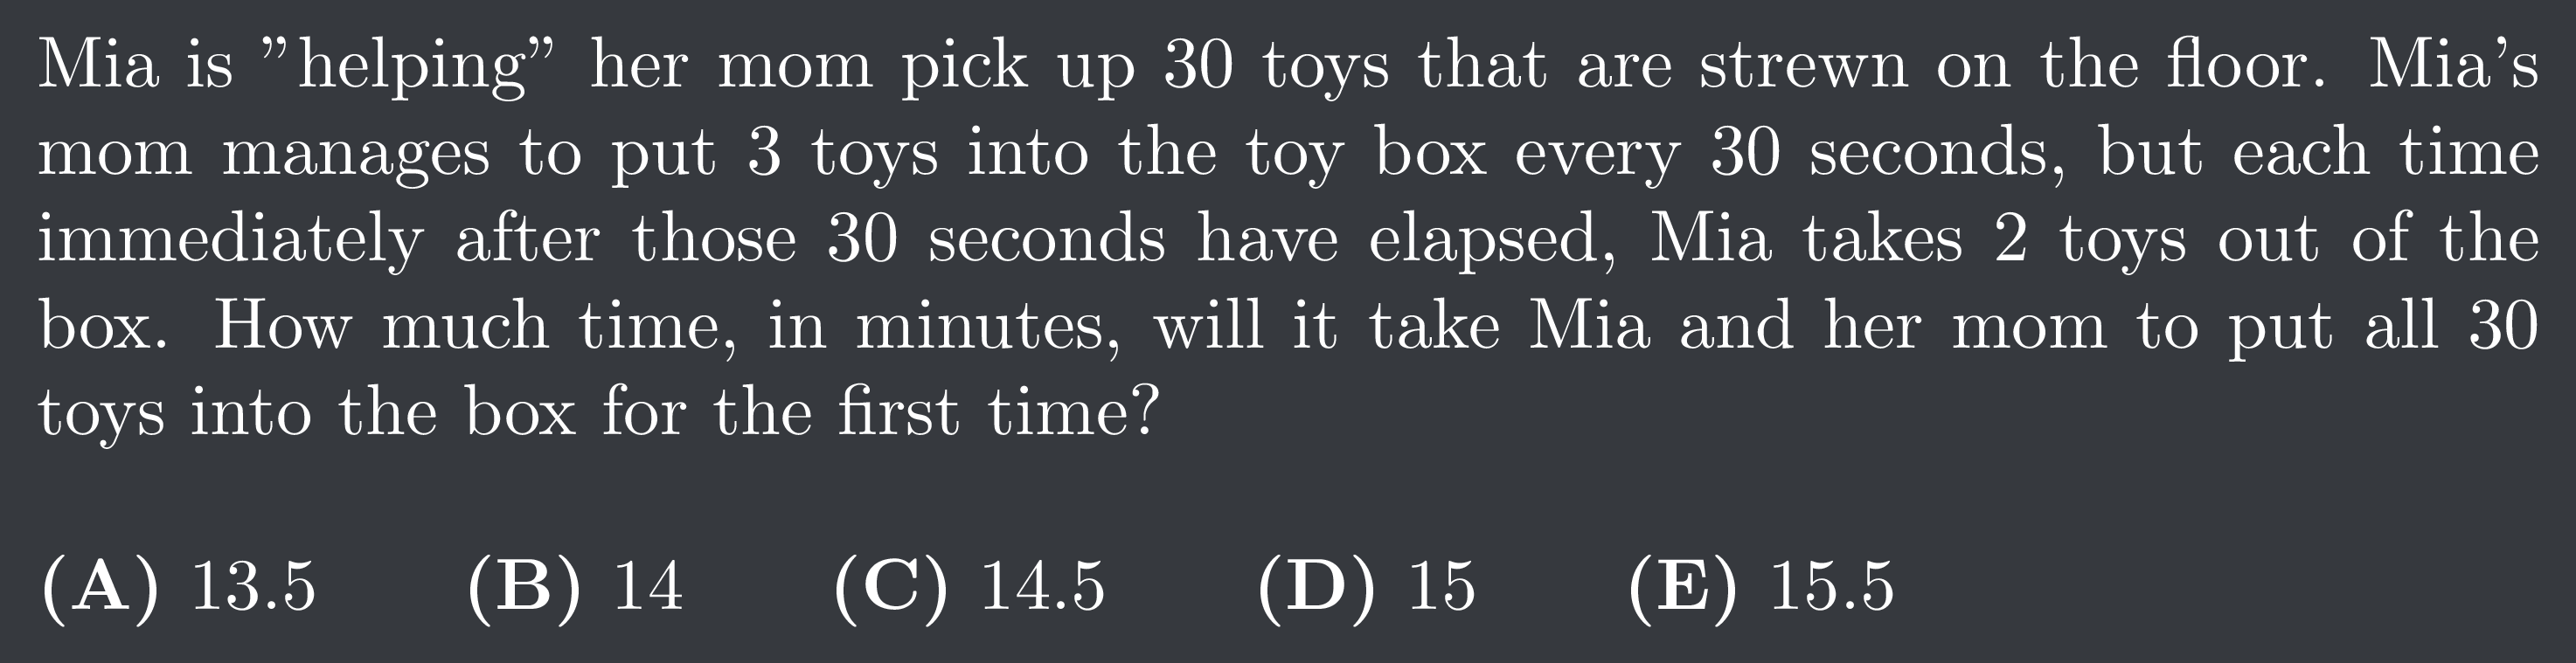 Mia is ”helping” her mom pick up 30 toys that are strewn on the floor. Mia’s
mom manages to put 3 toys into the toy box every 30 seconds, but each time
immediately after those 30 seconds have elapsed, Mia takes 2 toys out of the
box. How much time, in minutes, will it take Mia and her mom to put all 30
toys into the box for the first time?
(A) 13.5 (B) 14 (C) 14.5 (D) 15 (E) 15.5